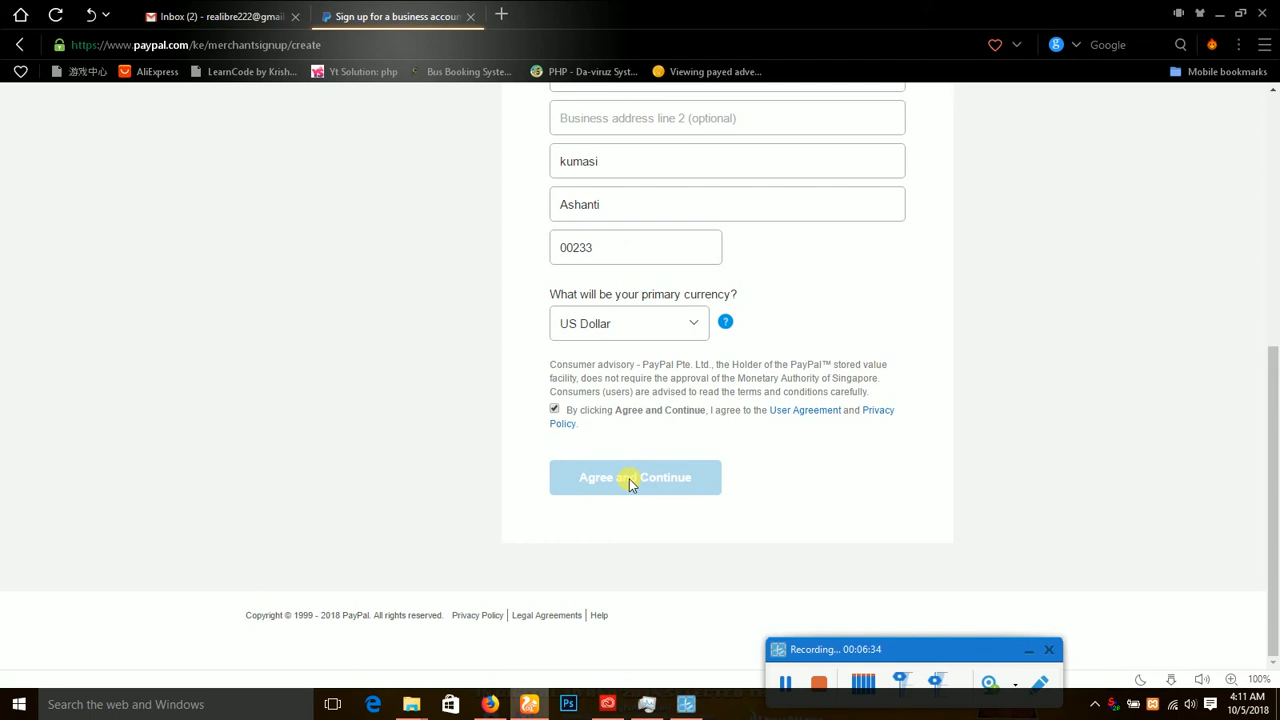 Inbox (2) - realibre222@gmail
Sign up for a business accoun
https://www.paypal.com/ke/merchantsignup/create
g
Google
游戏中心
AliExpress
LearnCode by Krish...
Yt Solution: php
Bus Booking Syste...
PHP - Da-viruz Syst...
Viewing payed adve...
Mobile bookmarks
Business address line 2 (optional)
kumasi
Ashanti
00233
What will be your primary currency?
US Dollar
?
Consumer advisory - PayPal Pte. Ltd., the Holder of the PayPal™ stored value
facility, does not require the approval of the Monetary Authority of Singapore.
Consumers (users) are advised to read the terms and conditions carefully.
By clicking Agree and Continue, I agree to the User Agreement and Privacy
Policy.
Agree and Continue
Copyright © 1999 - 2018 PayPal. All rights reserved. Privacy Policy | Legal Agreements | Help
Recording... 00:06:34
100%
Search the web and Windows
Ps
4:11 AM
10/5/2018